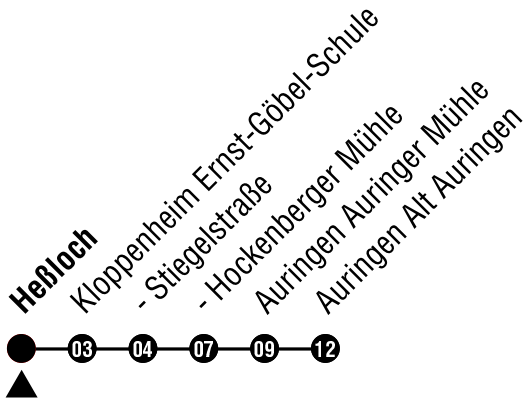 Heßloch
Kloppenheim Ernst-Göbel-Schule
- Stiegelstraße
- Hockenberger Mühle
Auringen Auringer Mühle
Auringen Alt Auringen
03 04 07 09 12